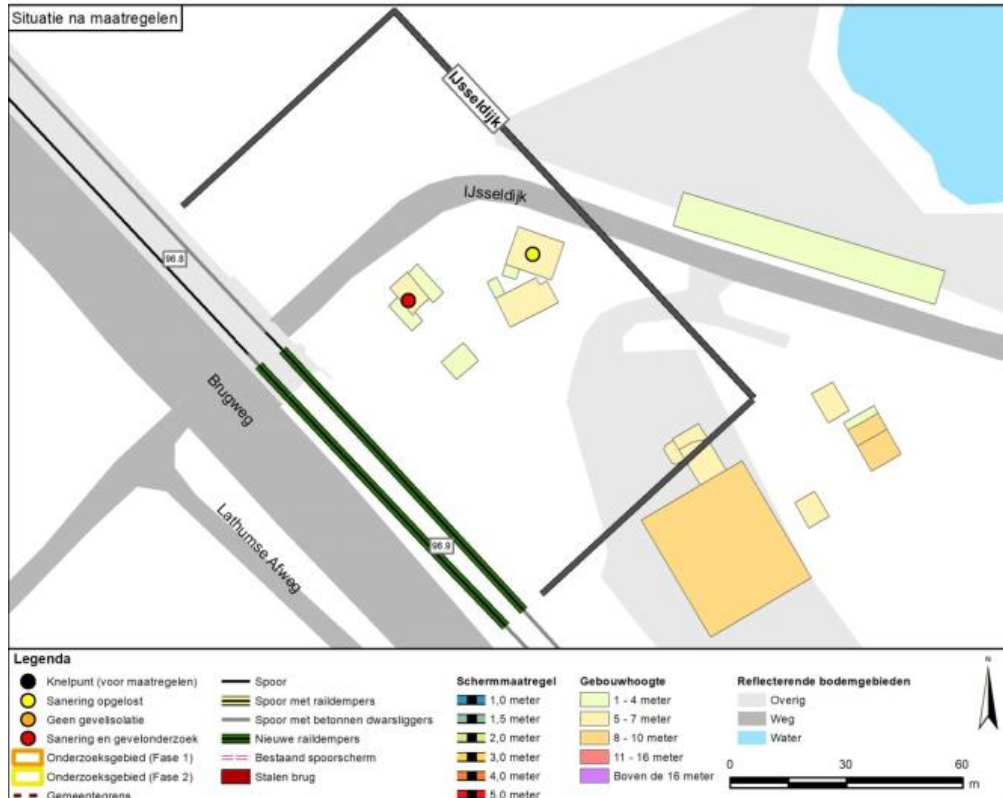 Situatie na maatregelen
IJsseldijk
IJsseldijk
96.8
Brugweg
96.9
Lathumse Afweg
Legenda
Knelpunt (voor maatregelen)
Sanering opgelost
Geen gevelisolatie
Sanering en gevelonderzoek
Onderzoeksgebied (Fase 1)
Onderzoeksgebied (Fase 2)
Gemeentegrens
Spoor
Spoor met raildempers
Spoor met betonnen dwarsliggers
Nieuwe raildempers
Bestaand spoorscherm
Stalen brug
Schermmaatregel
1,0 meter
1,5 meter
2,0 meter
3,0 meter
4,0 meter
5,0 meter
Gebouwhoogte
1 - 4 meter
5 - 7 meter
8 - 10 meter
11 - 16 meter
Boven de 16 meter
Reflecterende bodemgebieden
Overig
Weg
Water
N
0 30 60
m